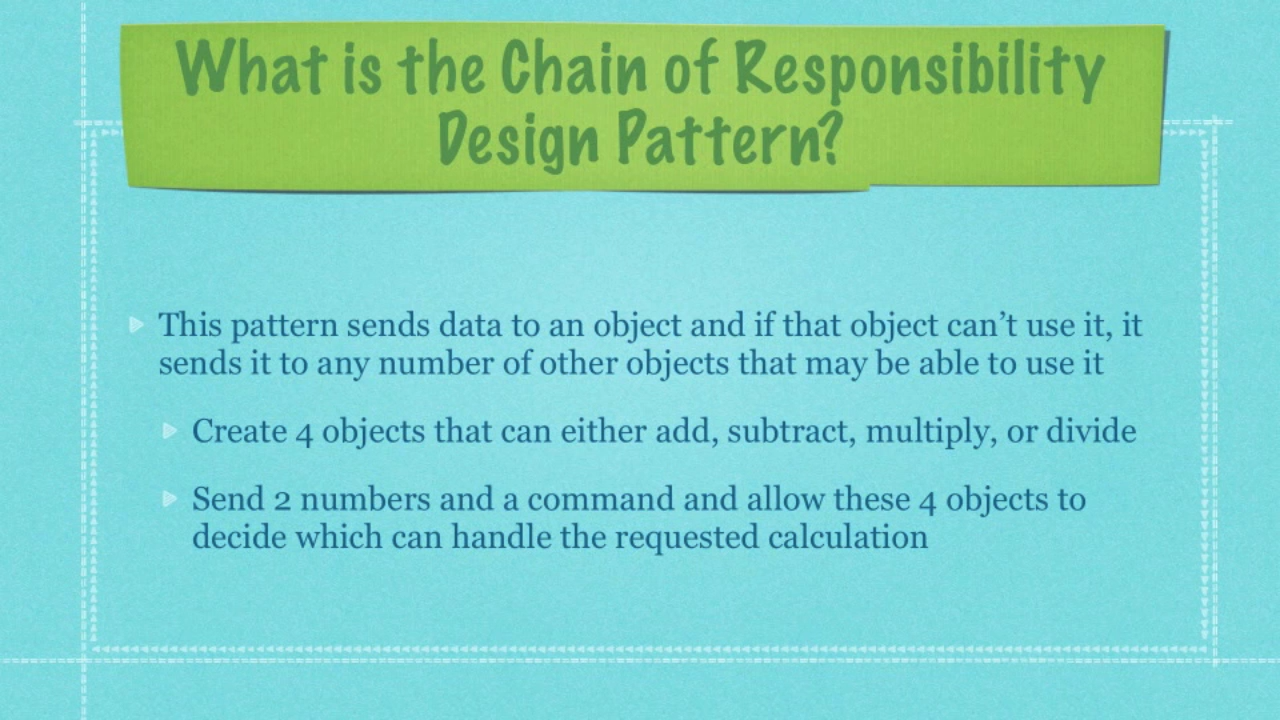 What is the Chain of Responsibility
Design Pattern?
This pattern sends data to an object and if that object can’t use it, it
sends it to any number of other objects that may be able to use it
Create 4 objects that can either add, subtract, multiply, or divide
Send 2 numbers and a command and allow these 4 objects to
decide which can handle the requested calculation